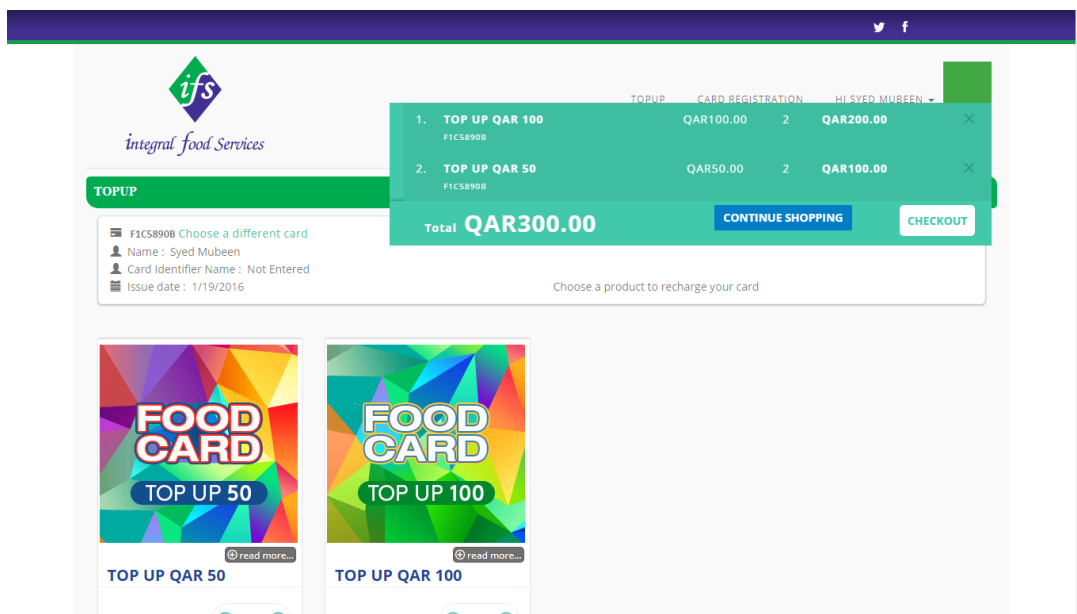 ifs
integral food Services
TOPUP CARD REGISTRATION HI SYED MUBEEN
1. TOP UP QAR 100 QAR100.00 2 QAR200.00
F1C5890B
2. TOP UP QAR 50 QAR50.00 2 QAR100.00
F1C5890B
Total QAR300.00 CONTINUE SHOPPING CHECKOUT
TOPUP
F1C5890B Choose a different card
Name : Syed Mubeen
Card Identifier Name : Not Entered
Issue date : 1/19/2016
Choose a product to recharge your card
FOOD
CARD
TOP UP 50
read more...
TOP UP QAR 50
FOOD
CARD
TOP UP 100
read more...
TOP UP QAR 100